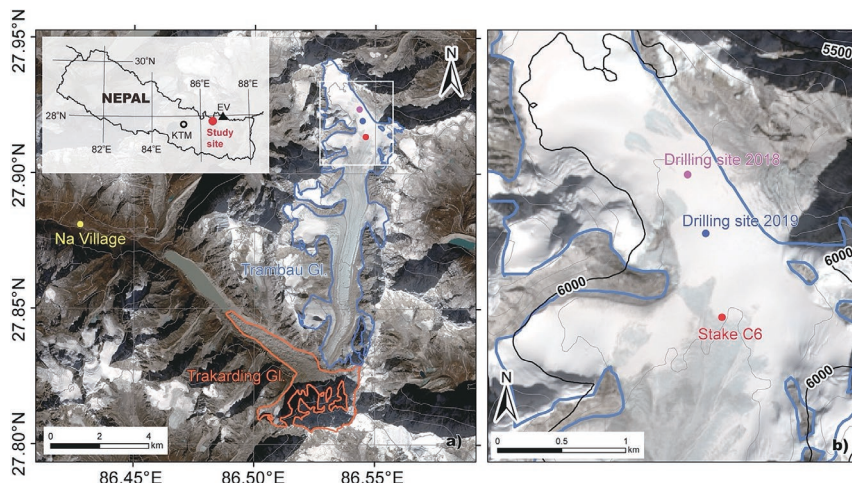 27.95°N
27.90°N
27.85°N
27.80°N
86.45°E
86.50°E
86.55°E
30°N
28°N
NEPAL
86°E
88°E
EV
KTM
Study
site
82°E
84°E
N
Na Village
Trambau Gl.
Trakarding Gl.
0
2
4
km
a)
5500
Drilling site 2018
Drilling site 2019
6000
6000
Stake C6
6000
N
0
0.5
1
km
b)